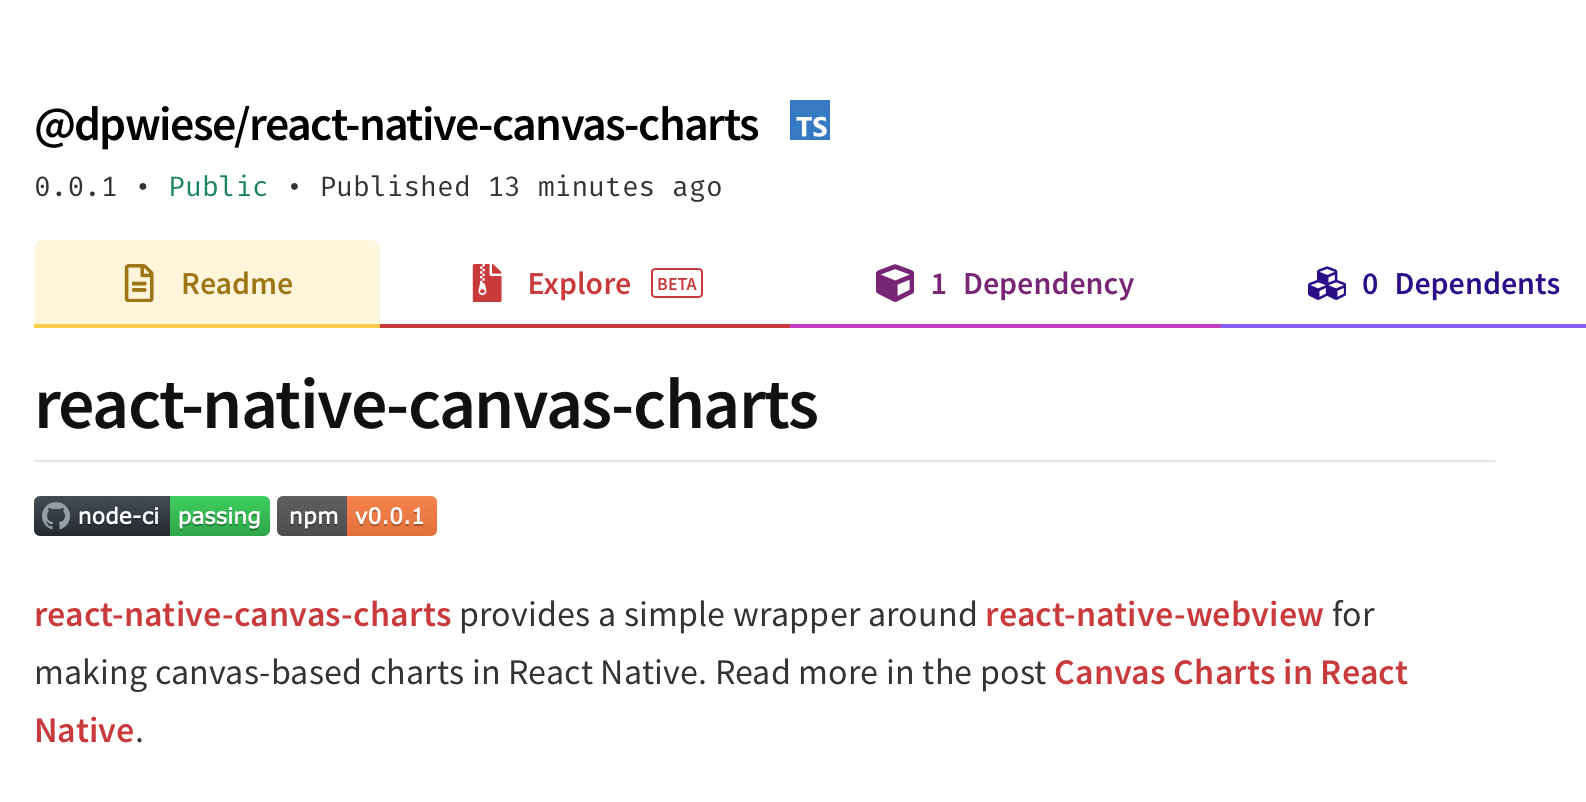 @dpwiese/react-native-canvas-charts TS
0.0.1 • Public • Published 13 minutes ago
Readme Explore BETA 1 Dependency 0 Dependents
react-native-canvas-charts
node-ci passing npm v0.0.1
react-native-canvas-charts provides a simple wrapper around react-native-webview for
making canvas-based charts in React Native. Read more in the post Canvas Charts in React
Native.